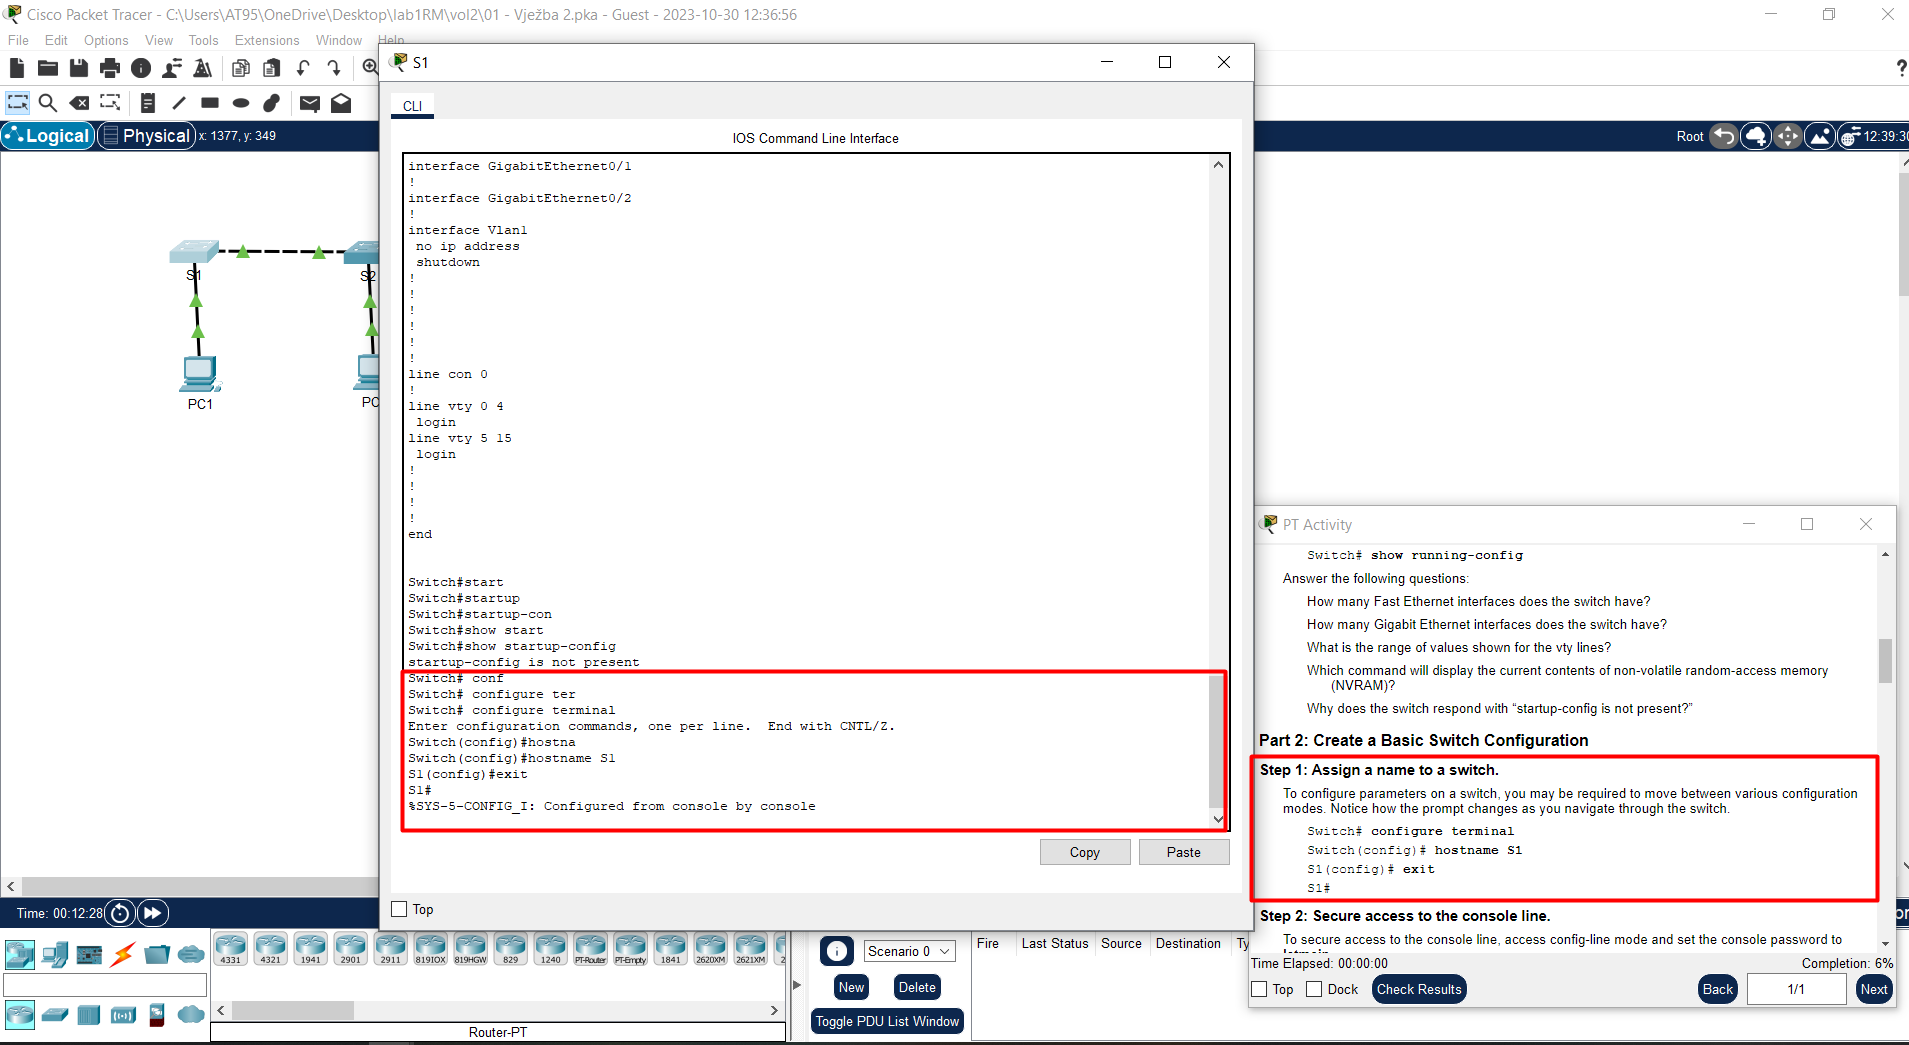 Cisco Packet Tracer - C:\Users\AT95\OneDrive\Desktop\lab1RM\vol2\01 - Vježba 2.pka - Guest - 2023-10-30 12:36:56
File Edit Options View Tools Extensions Window Help
Logical Physical x: 1377, y: 349
Root 12:39:30
S1
S2
PC1
PC
S1
CLI
IOS Command Line Interface
interface GigabitEthernet0/1
!
interface GigabitEthernet0/2
!
interface Vlan1
no ip address
shutdown
!
!
!
!
!
!
line con 0
!
line vty 0 4
login
line vty 5 15
login
!
!
!
!
end
Switch#start
Switch#startup
Switch#startup-con
Switch#show start
Switch#show startup-config
startup-config is not present
Switch# conf
Switch# configure ter
Switch# configure terminal
Enter configuration commands, one per line. End with CNTL/Z.
Switch(config)#hostna
Switch(config)#hostname S1
S1(config)#exit
S1#
%SYS-5-CONFIG_I: Configured from console by console
Copy Paste
Top
PT Activity
Switch# show running-config
Answer the following questions:
How many Fast Ethernet interfaces does the switch have?
How many Gigabit Ethernet interfaces does the switch have?
What is the range of values shown for the vty lines?
Which command will display the current contents of non-volatile random-access memory
(NVRAM)?
Why does the switch respond with “startup-config is not present?”
Part 2: Create a Basic Switch Configuration
Step 1: Assign a name to a switch.
To configure parameters on a switch, you may be required to move between various configuration
modes. Notice how the prompt changes as you navigate through the switch.
Switch# configure terminal
Switch(config)# hostname S1
S1(config)# exit
S1#
Step 2: Secure access to the console line.
To secure access to the console line, access config-line mode and set the console password to
Time Elapsed: 00:00:00 Completion: 6%
Top Dock Check Results Back 1/1 Next
Time: 00:12:28
4331 4321 1941 2901 2911 819IOX 819HGW 829 1240 PT-Router PT-Empty 1841 2620XM 2621XM 2
Router-PT
Scenario 0
New Delete
Toggle PDU List Window
Fire Last Status Source Destination Ty